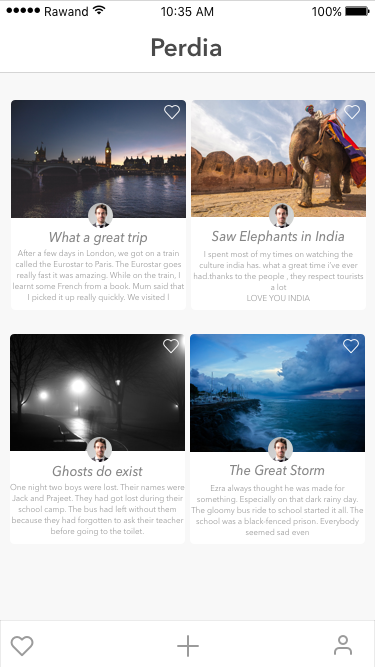 Rawand 10:35 AM 100%
Perdia
What a great trip
After a few days in London, we got on a train
called the Eurostar to Paris. The Eurostar goes
really fast it was amazing. While on the train, I
learnt some French from a book. Mum said that
I picked it up really quickly. We visited l
Saw Elephants in India
I spent most of my times on watching the
culture india has. what a great time i've ever
had.thanks to the people , they respect tourists
a lot
LOVE YOU INDIA
Ghosts do exist
One night two boys were lost. Their names were
Jack and Prajeet. They had got lost during their
school camp. The bus had left without them
because they had forgotten to ask their teacher
before going to the toilet.
The Great Storm
Ezra always thought he was made for
something. Especially on that dark rainy day.
The gloomy bus ride to school started it all. The
school was a black-fenced prison. Everybody
seemed sad even